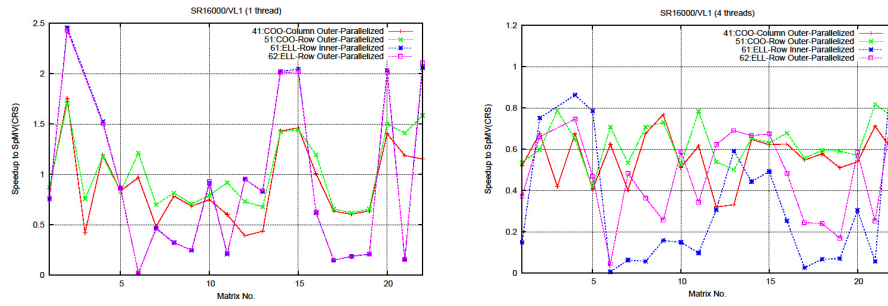 SR16000/VL1 (1 thread)
Speedup to SpMV(CRS)
2.5
2
1.5
1
0.5
0
41:COO-Column Outer-Parallelized
51:COO-Row Outer-Parallelized
61:ELL-Row Inner-Parallelized
62:ELL-Row Outer-Parallelized
5
10
15
20
Matrix No.
SR16000/VL1 (4 threads)
Speedup to SpMV(CRS)
1.2
1
0.8
0.6
0.4
0.2
0
41:COO-Column Outer-Parallelized
51:COO-Row Outer-Parallelized
61:ELL-Row Inner-Parallelized
62:ELL-Row Outer-Parallelized
5
10
15
20
Matrix No.